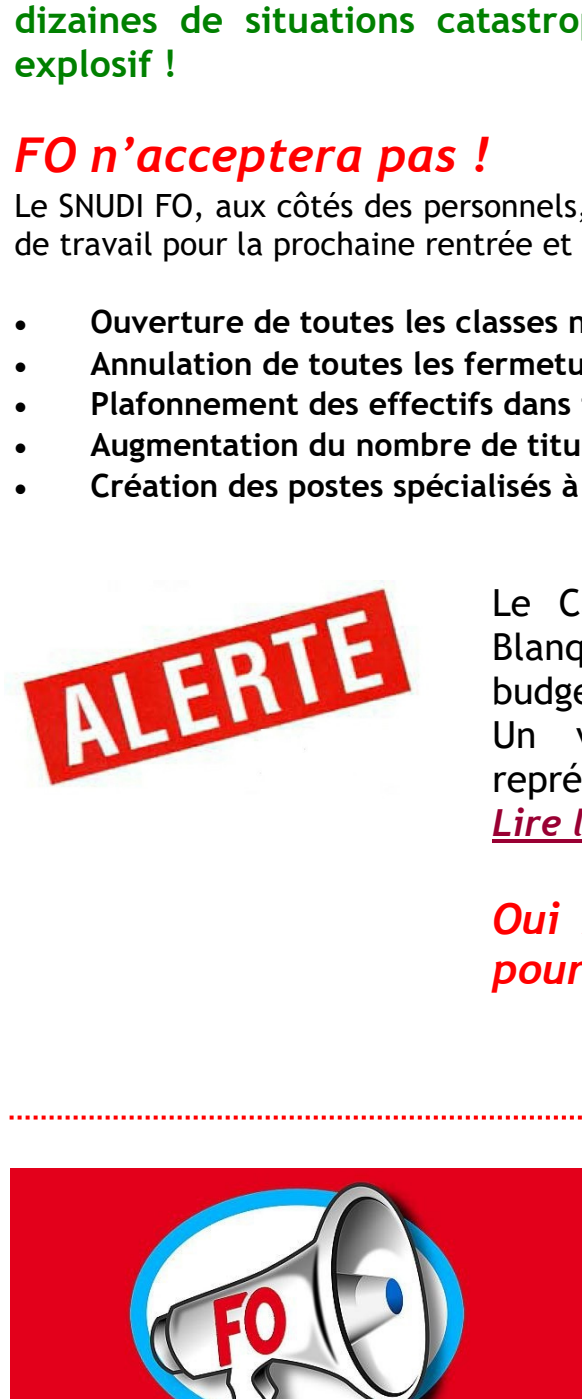 dizaines de situations catastrop
explosif !
FO n’acceptera pas !
Le SNUDI FO, aux côtés des personnels,
de travail pour la prochaine rentrée et
• Ouverture de toutes les classes n
• Annulation de toutes les fermetu
• Plafonnement des effectifs dans
• Augmentation du nombre de titu
• Création des postes spécialisés à
ALERTE
Le C
Blanq
budge
Un v
repré
Lire l
Oui
pour
FO